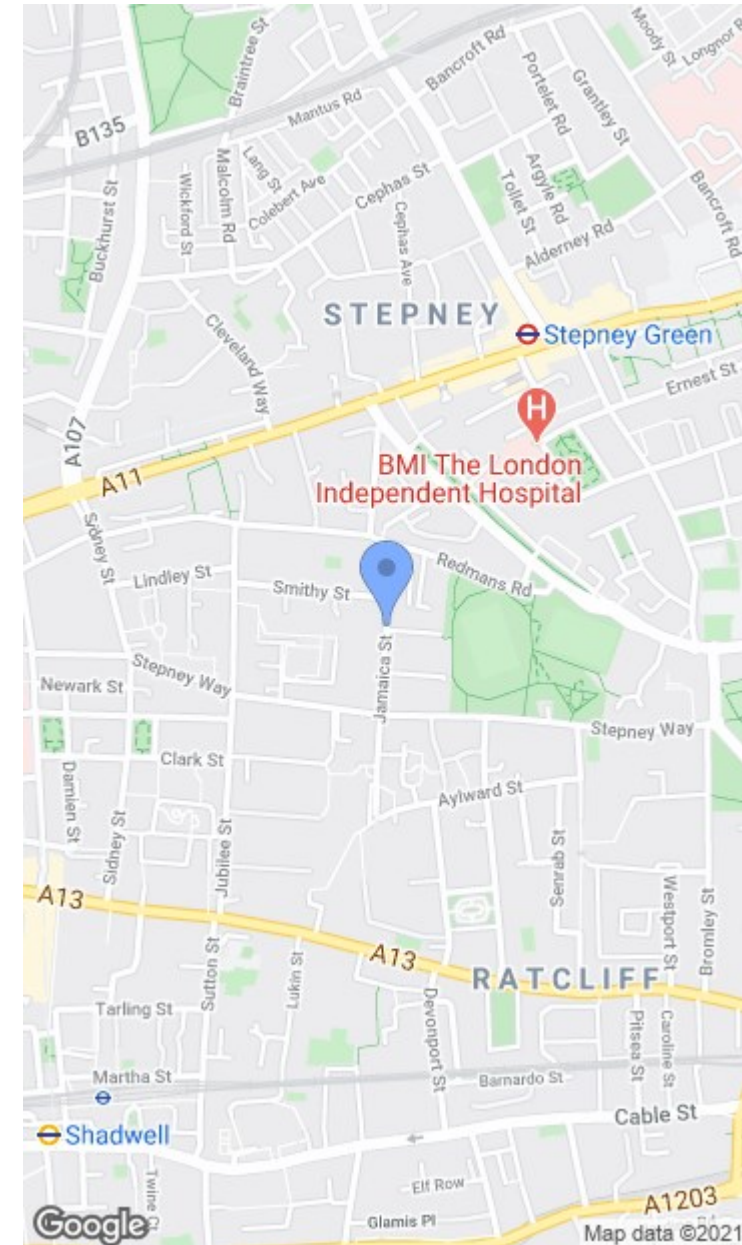 Moody St
Longnor R
Braintree St
Bancroft Rd
Portelet Rd
Grantley St
Mantus Rd
B135
Lang St
Malcolm Rd
Wickford St
Colebert Ave
Cephas St
Argyle Rd
Tollet St
Bancroft Rd
Buckhurst St
Cephas Ave
Alderney Rd
STEPNEY
Stepney Green
Cleveland Way
Ernest St
H
A107
BMI The London
Independent Hospital
A11
Sidney St
Redmans Rd
Lindley St
Smithy St
Jamaica St
Stepney Way
Newark St
Stepney Way
Clark St
Damien St
Aylward St
Sidney St
Jubilee St
Senrab St
Westport St
Bromley St
A13
Sutton St
Lukin St
A13
RATCLIFF
Devonport St
Tarling St
Pitsea St
Caroline St
Martha St
Barnardo St
Cable St
Shadwell
Twine Ct
Elf Row
A1203
Glamis Pl
Google
Map data ©2021